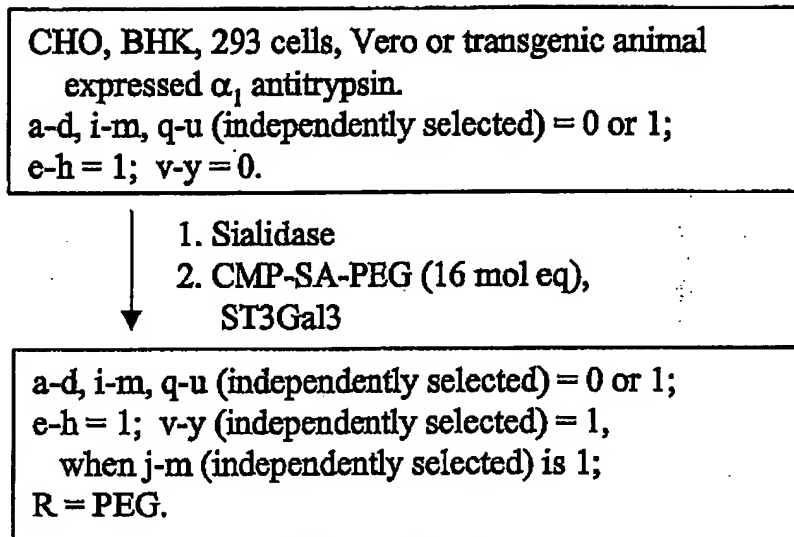 CHO, BHK, 293 cells, Vero or transgenic animal
expressed α₁ antitrypsin.
a-d, i-m, q-u (independently selected) = 0 or 1;
e-h = 1; v-y = 0.
1. Sialidase
2. CMP-SA-PEG (16 mol eq),
ST3Gal3
a-d, i-m, q-u (independently selected) = 0 or 1;
e-h = 1; v-y (independently selected) = 1,
when j-m (independently selected) is 1;
R = PEG.